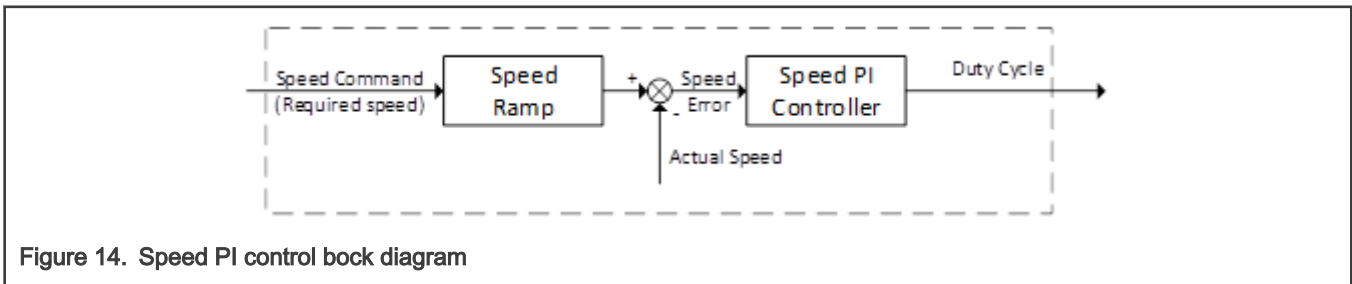 Speed Command
(Required speed)
Speed
Ramp
+
-
Speed
Error
Actual Speed
Speed PI
Controller
Duty Cycle
Figure 14. Speed PI control bock diagram